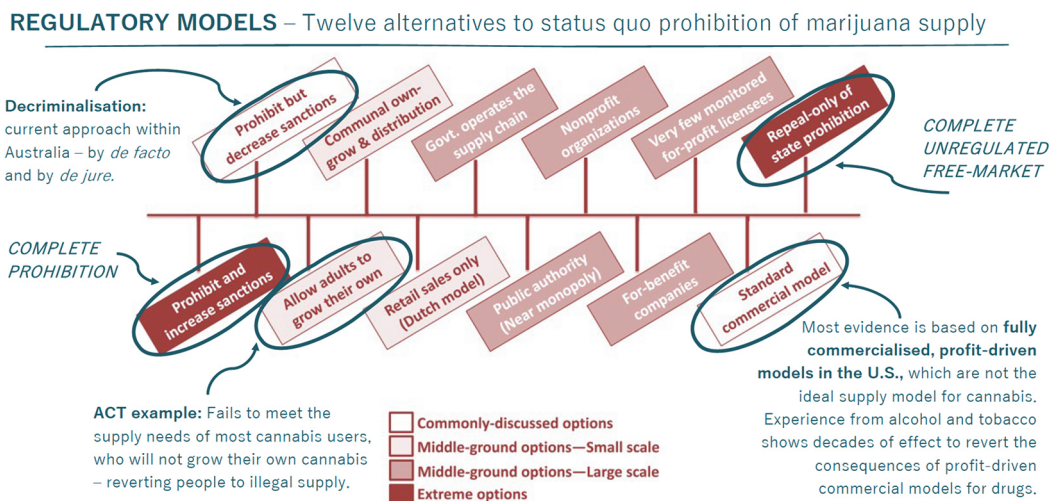 REGULATORY MODELS – Twelve alternatives to status quo prohibition of marijuana supply
Decriminalisation:
current approach within
Australia – by de facto
and by de jure.
Prohibit but
decrease sanctions
Communal own-
grow & distribution
Govt. operates the
supply chain
Nonprofit
organizations
Very few monitored
for-profit licensees
Repeal-only of
state prohibition
COMPLETE
UNREGULATED
FREE-MARKET
COMPLETE
PROHIBITION
Prohibit and
increase sanctions
Allow adults to
grow their own
Retail sales only
(Dutch model)
Public authority
(Near monopoly)
For-benefit
companies
Standard
commercial model
Most evidence is based on fully
commercialised, profit-driven
models in the U.S., which are not the
ideal supply model for cannabis.
Experience from alcohol and tobacco
shows decades of effect to revert the
consequences of profit-driven
commercial models for drugs.
ACT example: Fails to meet the
supply needs of most cannabis users,
who will not grow their own cannabis
– reverting people to illegal supply.
Commonly-discussed options
Middle-ground options—Small scale
Middle-ground options—Large scale
Extreme options